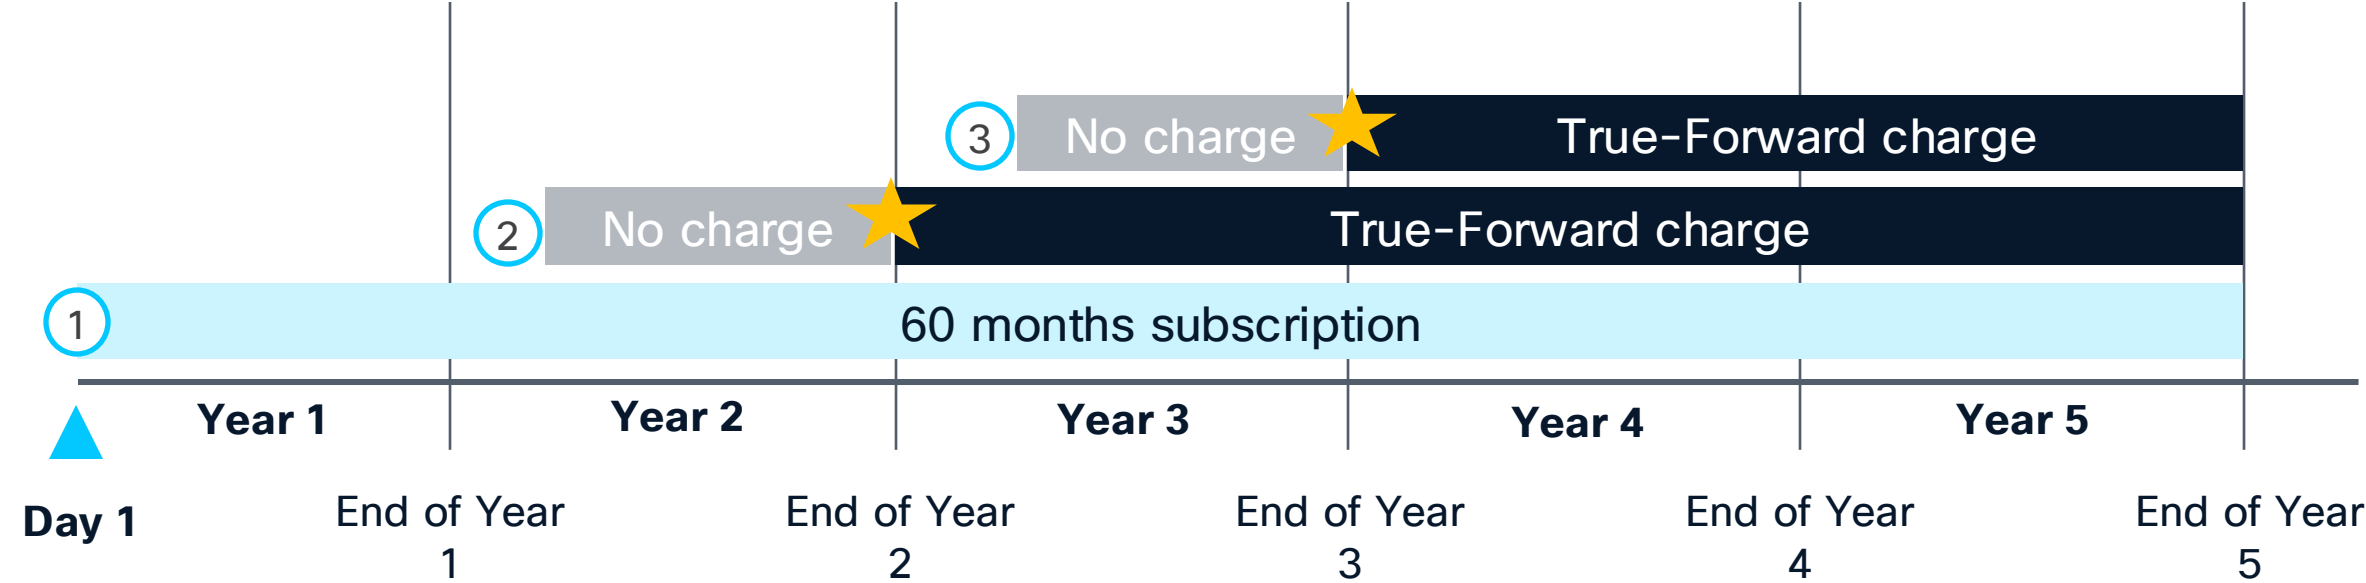 3
No charge
True-Forward charge
2
No charge
True-Forward charge
1
60 months subscription
Year 1
Year 2
Year 3
Year 4
Year 5
Day 1
End of Year
1
End of Year
2
End of Year
3
End of Year
4
End of Year
5